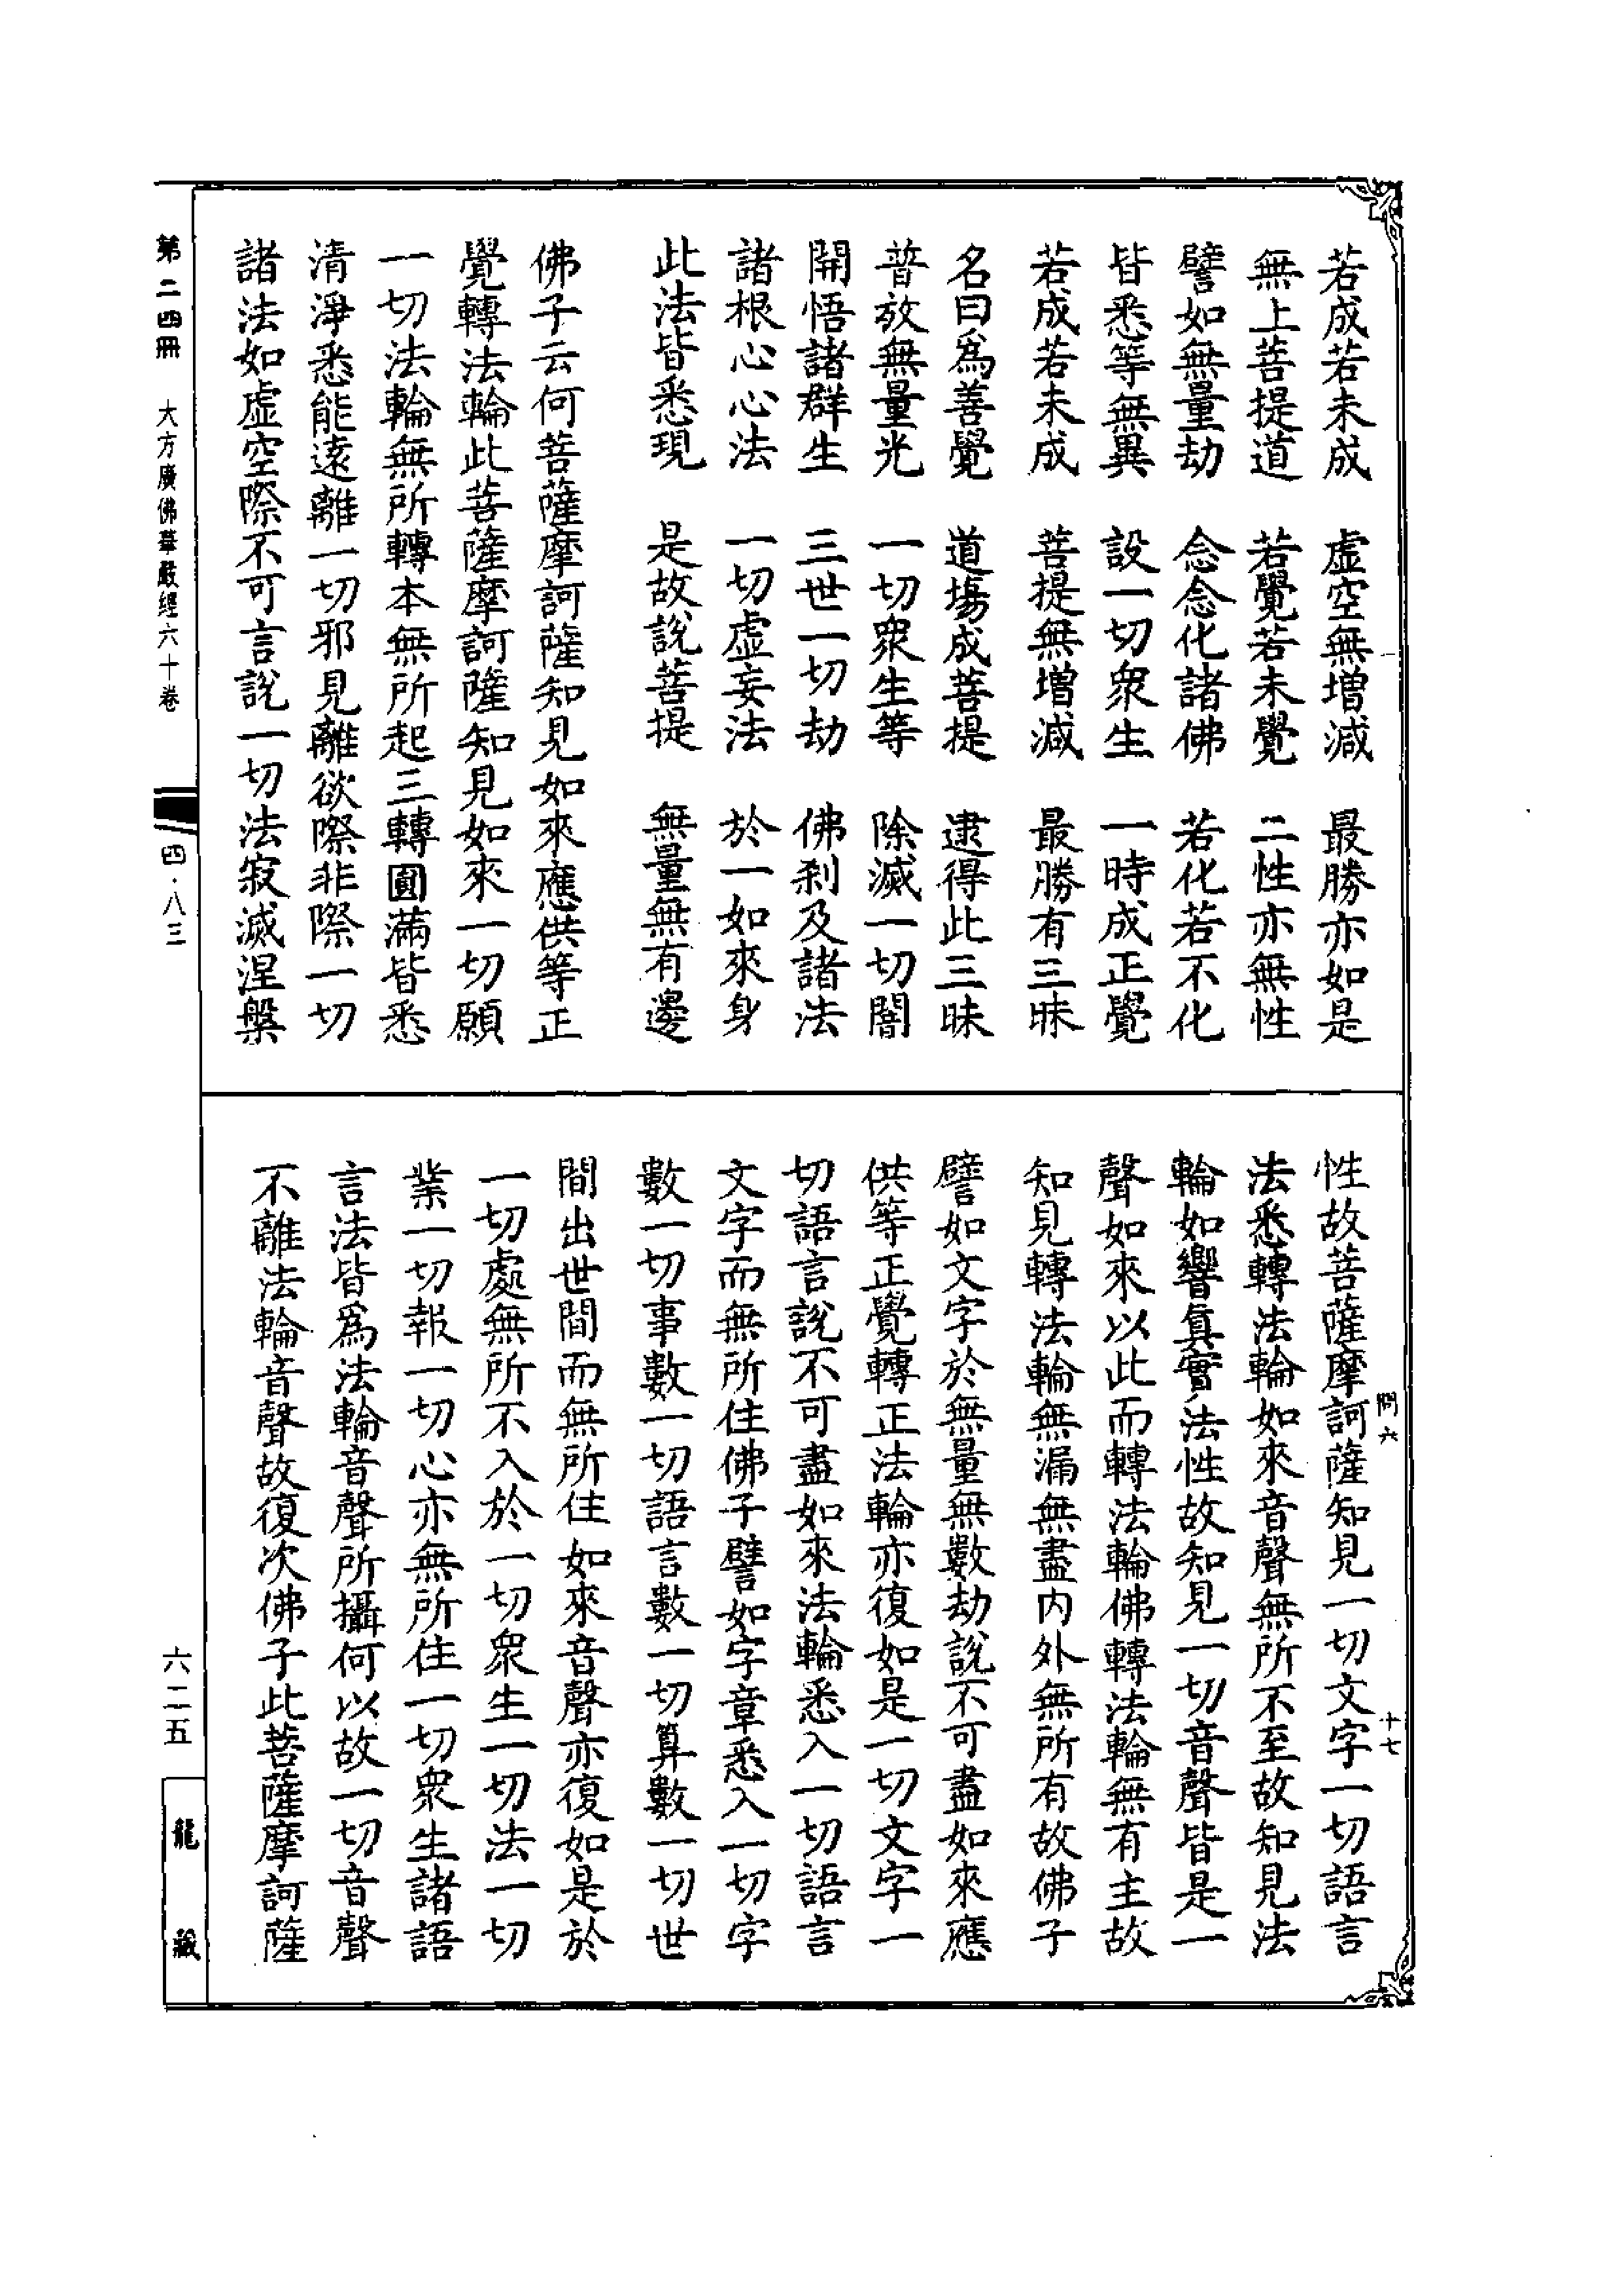 若成若未成　虛空無增減　最勝亦如是
無上菩提道　若覺若未覺　二性亦無性
譬如無量劫　念念化諸佛　若化若不化
皆悉等無異　設一切衆生　一時成正覺
若成若未成　菩提無增減　最勝有三昧
名曰爲善覺　道場成菩提　逮得此三昧
普放無量光　一切衆生等　除滅一切闇
開悟諸群生　三世一切劫　佛刹及諸法
諸根心心法　一切虛妄法　於一如來身
此法皆悉現　是故說菩提　無量無有邊
佛子云何菩薩摩訶薩知見如來應供等正
覺轉法輪此菩薩摩訶薩知見如來一切願
一切法輪無所轉本無所起三轉圓滿皆悉
清淨悉能遠離一切邪見離欲際非際一切
諸法如虛空際不可言說一切法寂滅涅槃
性故菩薩摩訶薩知見一切文字一切語言
法悉轉法輪如來音聲無所不至故知見法
輪如響眞實法性故知見一切音聲皆是一
聲如來以此而轉法輪佛轉法輪無有主故
知見轉法輪無漏無盡内外無所有故佛子
譬如文字於無量無數劫說不可盡如來應
供等正覺轉正法輪亦復如是一切文字一
切語言說不可盡如來法輪悉入一切語言
文字而無所住佛子譬如字章悉入一切字
數一切事數一切語言數一切算數一切世
間出世間而無所住如來音聲亦復如是於
一切處無所不入於一切衆生一切法一切
業一切報一切心亦無所住一切衆生諸語
言法皆爲法輪音聲所攝何以故一切音聲
不離法輪音聲故復次佛子此菩薩摩訶薩
問六
十七
第二四冊　大方廣佛華嚴經六十卷
四·八三
六二五
龍藏